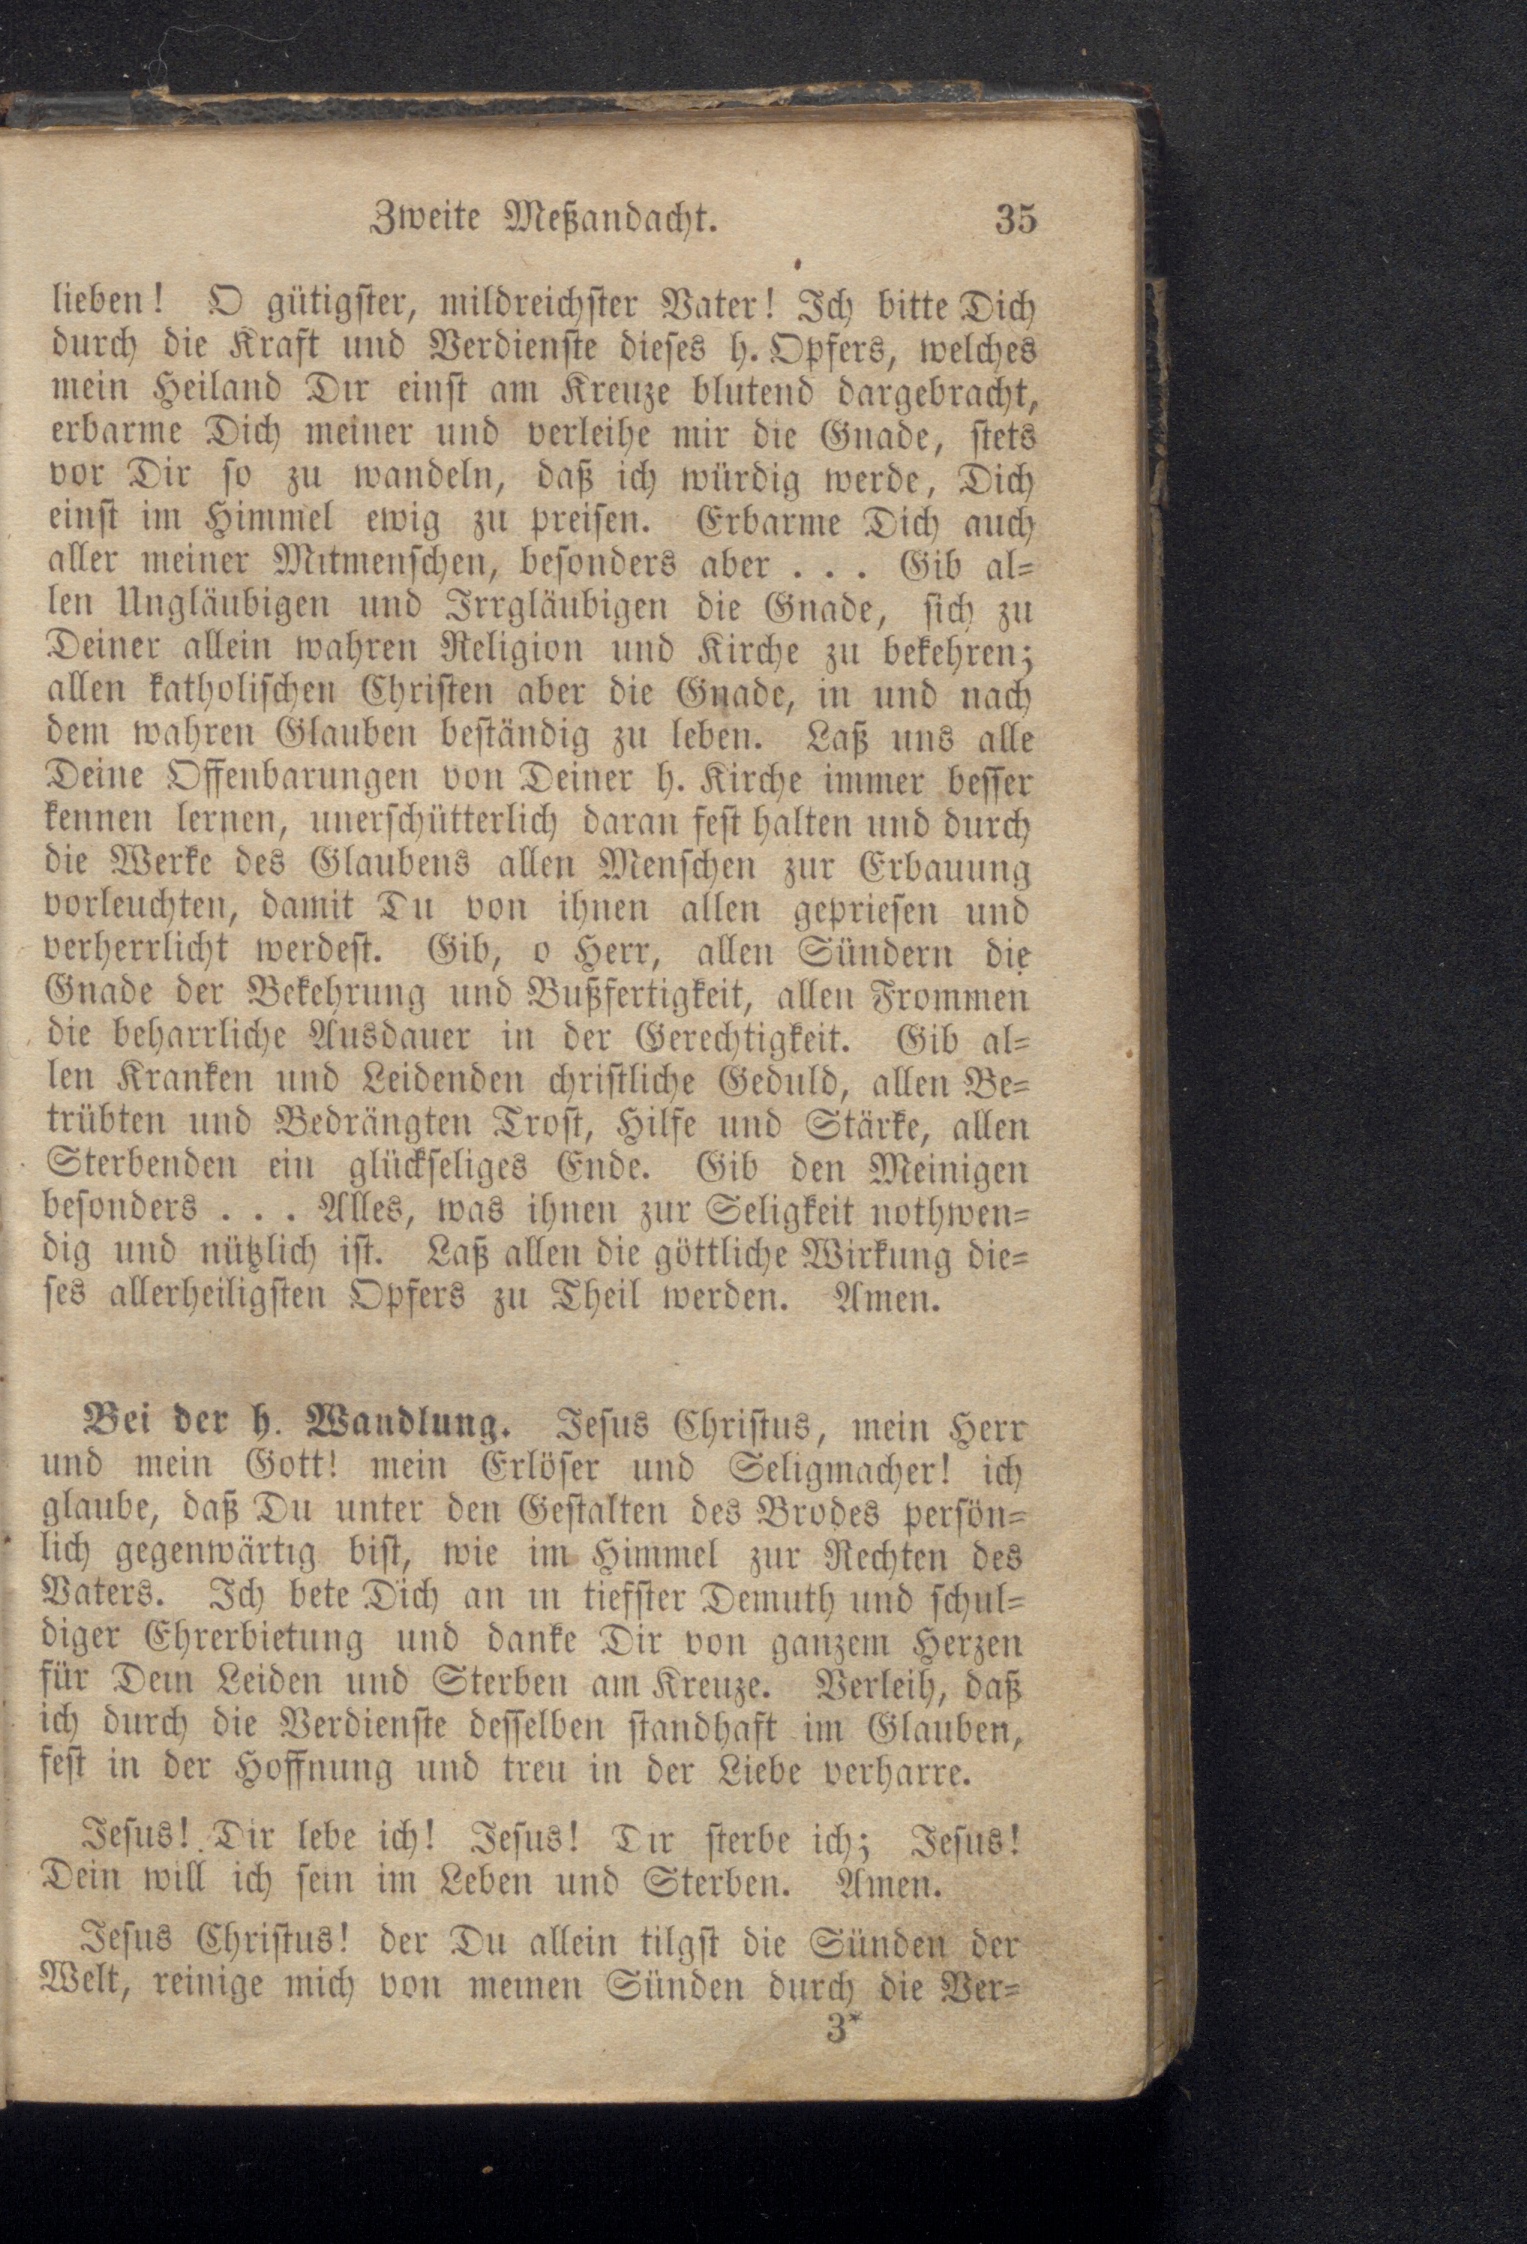 Zweite Meßandacht. 35
lieben! O gütigster, mildreichster Vater! Ich bitte Dich
durch die Kraft und Verdienste dieses h. Opfers, welches
mein Heiland Dir einst am Kreuze blutend dargebracht,
erbarme Dich meiner und verleihe mir die Gnade, stets
vor Dir so zu wandeln, daß ich würdig werde, Dich
einst im Himmel ewig zu preisen. Erbarme Dich auch
aller meiner Mitmenschen, besonders aber . . . Gib al=
len Ungläubigen und Irrgläubigen die Gnade, sich zu
Deiner allein wahren Religion und Kirche zu bekehren;
allen katholischen Christen aber die Gnade, in und nach
dem wahren Glauben beständig zu leben. Laß uns alle
Deine Offenbarungen von Deiner h. Kirche immer besser
kennen lernen, unerschütterlich daran fest halten und durch
die Werke des Glaubens allen Menschen zur Erbauung
vorleuchten, damit Du von ihnen allen gepriesen und
verherrlicht werdest. Gib, o Herr, allen Sündern die
Gnade der Bekehrung und Bußfertigkeit, allen Frommen
die beharrliche Ausdauer in der Gerechtigkeit. Gib al=
len Kranken und Leidenden christliche Geduld, allen Be=
trübten und Bedrängten Trost, Hilfe und Stärke, allen
Sterbenden ein glückseliges Ende. Gib den Meinigen
besonders . . . Alles, was ihnen zur Seligkeit nothwen=
dig und nützlich ist. Laß allen die göttliche Wirkung die=
ses allerheiligsten Opfers zu Theil werden. Amen.
Bei der h. Wandlung. Jesus Christus, mein Herr
und mein Gott! mein Erlöser und Seligmacher! ich
glaube, daß Du unter den Gestalten des Brodes persön=
lich gegenwärtig bist, wie im Himmel zur Rechten des
Vaters. Ich bete Dich an in tiefster Demuth und schul=
diger Ehrerbietung und danke Dir von ganzem Herzen
für Dein Leiden und Sterben am Kreuze. Verleih, daß
ich durch die Verdienste desselben standhaft im Glauben,
fest in der Hoffnung und treu in der Liebe verharre.
Jesus! Dir lebe ich! Jesus! Dir sterbe ich; Jesus!
Dein will ich sein im Leben und Sterben. Amen.
Jesus Christus! der Du allein tilgst die Sünden der
Welt, reinige mich von meinen Sünden durch die Ver=
3*